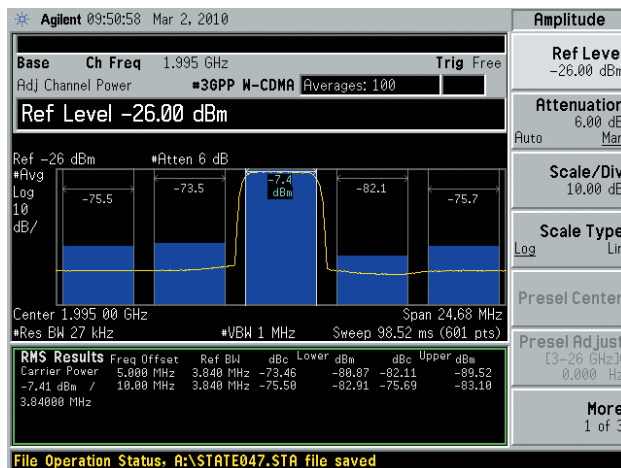 Agilent 09:50:58 Mar 2, 2010
Amplitude
Base Ch Freq 1.995 GHz Trig Free
Adj Channel Power #3GPP W-CDMA Averages: 100
Ref Level -26.00 dBm
Ref -26 dBm #Atten 6 dB
#Avg
Log
10
dB/
-75.5 -73.5 -7.4 -82.1 -75.7
dBm
Center 1.995 00 GHz Span 24.68 MHz
#Res BW 27 kHz #VBW 1 MHz Sweep 98.52 ms (601 pts)
RMS Results Freq Offset Ref BW dBc Lower dBm dBc Upper dBm
Carrier Power 5.000 MHz 3.840 MHz -73.46 -80.87 -82.11 -89.52
-7.41 dBm / 10.00 MHz 3.840 MHz -75.50 -82.91 -75.69 -83.10
3.84000 MHz
File Operation Status, A:\STATE047.STA file saved
Ref Leve
-26.00 dBm
Attenuation
6.00 dB
Auto Man
Scale/Div
10.00 dB
Scale Type
Log Lin
Presel Center
Presel Adjust
[3-26 GHz]
0.000 Hz
More
1 of 3